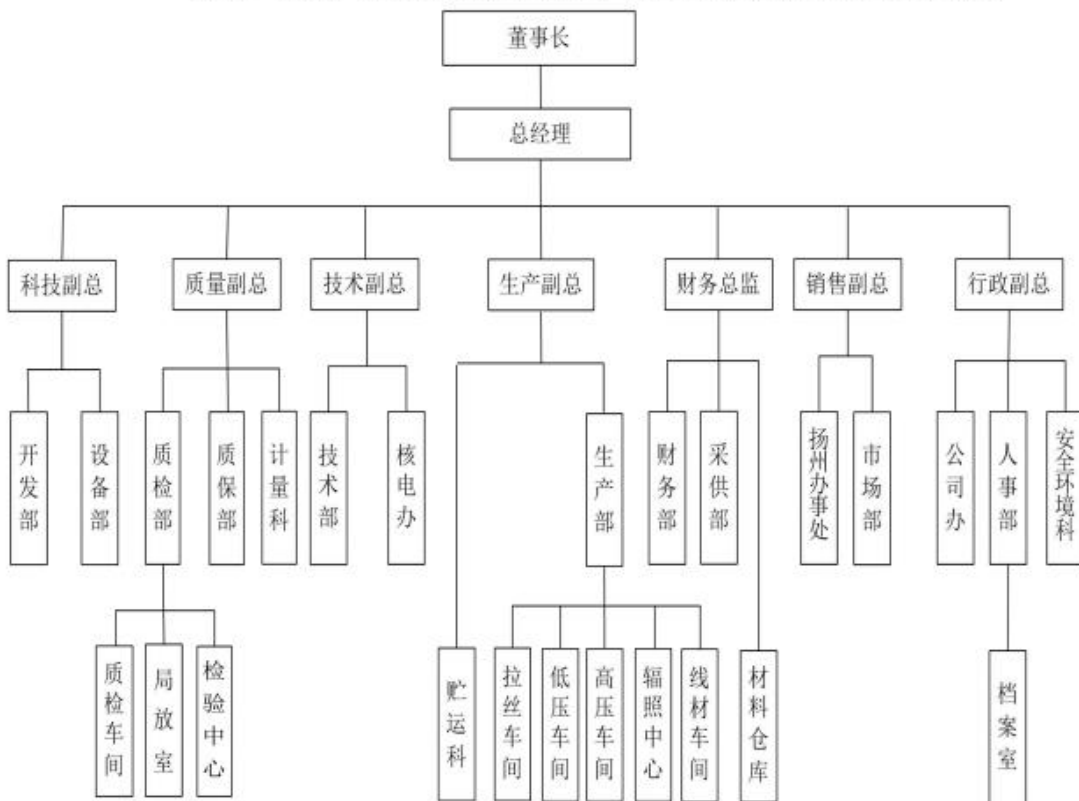 董事长
总经理
科技副总
质量副总
技术副总
生产副总
财务总监
销售副总
行政副总
开发部
设备部
质检部
质保部
计量科
技术部
核电办
生产部
财务部
采供部
扬州办事处
市场部
公司办
人事部
安全环境科
质检车间
局放室
检验中心
贮运科
拉丝车间
低压车间
高压车间
辐照中心
线材车间
材料仓库
档案室